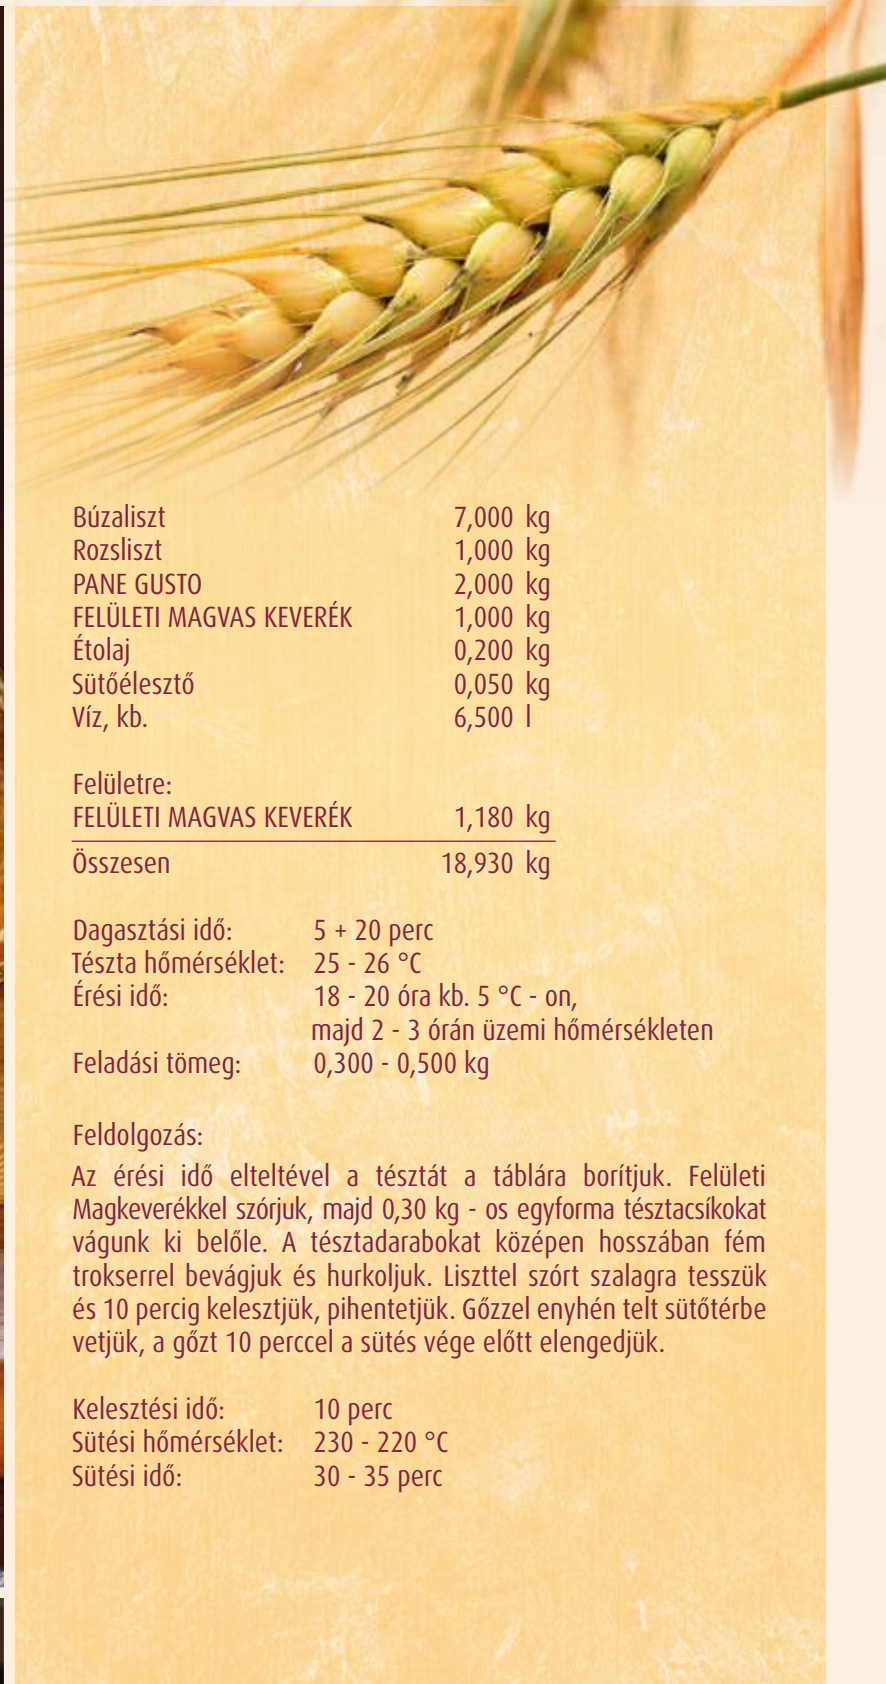 Búzaliszt 7,000 kg
Rozsliszt 1,000 kg
PANE GUSTO 2,000 kg
FELÜLETI MAGVAS KEVERÉK 1,000 kg
Étolaj 0,200 kg
Sütőélesztő 0,050 kg
Víz, kb. 6,500 l
Felületre:
FELÜLETI MAGVAS KEVERÉK 1,180 kg
Összesen 18,930 kg
Dagasztási idő: 5 + 20 perc
Tészta hőmérséklet: 25 - 26 °C
Érési idő: 18 - 20 óra kb. 5 °C - on,
majd 2 - 3 órán üzemi hőmérsékleten
Feladási tömeg: 0,300 - 0,500 kg
Feldolgozás:
Az érési idő elteltével a tésztát a táblára borítjuk. Felületi
Magkeverékkel szórjuk, majd 0,30 kg - os egyforma tésztacsíkokat
vágunk ki belőle. A tésztadarabokat középen hosszában fém
trokserrel bevágjuk és hurkoljuk. Liszttel szórt szalagra tesszük
és 10 percig kelesztjük, pihentetjük. Gőzzel enyhén telt sütőtérbe
vetjük, a gőzt 10 perccel a sütés vége előtt elengedjük.
Kelesztési idő: 10 perc
Sütési hőmérséklet: 230 - 220 °C
Sütési idő: 30 - 35 perc